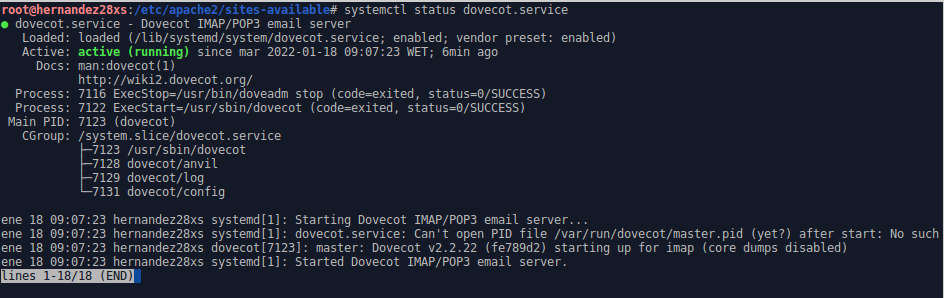 root@hernandez28xs:/etc/apache2/sites-available# systemctl status dovecot.service
● dovecot.service - Dovecot IMAP/POP3 email server
   Loaded: loaded (/lib/systemd/system/dovecot.service; enabled; vendor preset: enabled)
   Active: active (running) since mar 2022-01-18 09:07:23 WET; 6min ago
     Docs: man:dovecot(1)
           http://wiki2.dovecot.org/
  Process: 7116 ExecStop=/usr/bin/doveadm stop (code=exited, status=0/SUCCESS)
  Process: 7122 ExecStart=/usr/sbin/dovecot (code=exited, status=0/SUCCESS)
 Main PID: 7123 (dovecot)
   CGroup: /system.slice/dovecot.service
           ├─7123 /usr/sbin/dovecot
           ├─7128 dovecot/anvil
           ├─7129 dovecot/log
           └─7131 dovecot/config

ene 18 09:07:23 hernandez28xs systemd[1]: Starting Dovecot IMAP/POP3 email server...
ene 18 09:07:23 hernandez28xs systemd[1]: dovecot.service: Can't open PID file /var/run/dovecot/master.pid (yet?) after start: No such
ene 18 09:07:23 hernandez28xs dovecot[7123]: master: Dovecot v2.2.22 (fe789d2) starting up for imap (core dumps disabled)
ene 18 09:07:23 hernandez28xs systemd[1]: Started Dovecot IMAP/POP3 email server.
lines 1-18/18 (END)